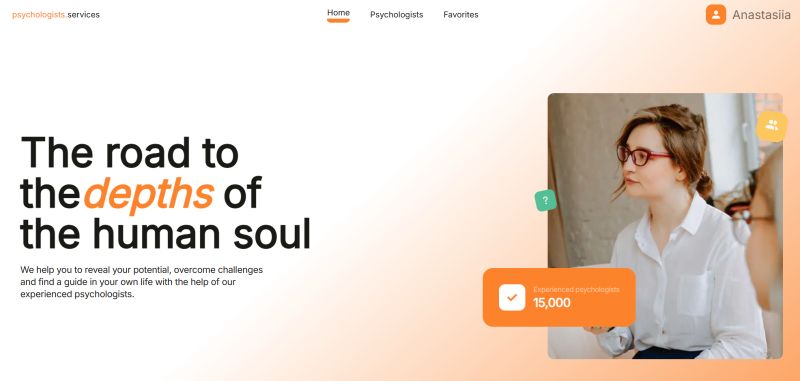 psychologists.services
Home
Psychologists
Favorites
Anastasiia
The road to
thedepths of
the human soul
We help you to reveal your potential, overcome challenges
and find a guide in your own life with the help of our
experienced psychologists.
?
Experienced psychologists
15,000